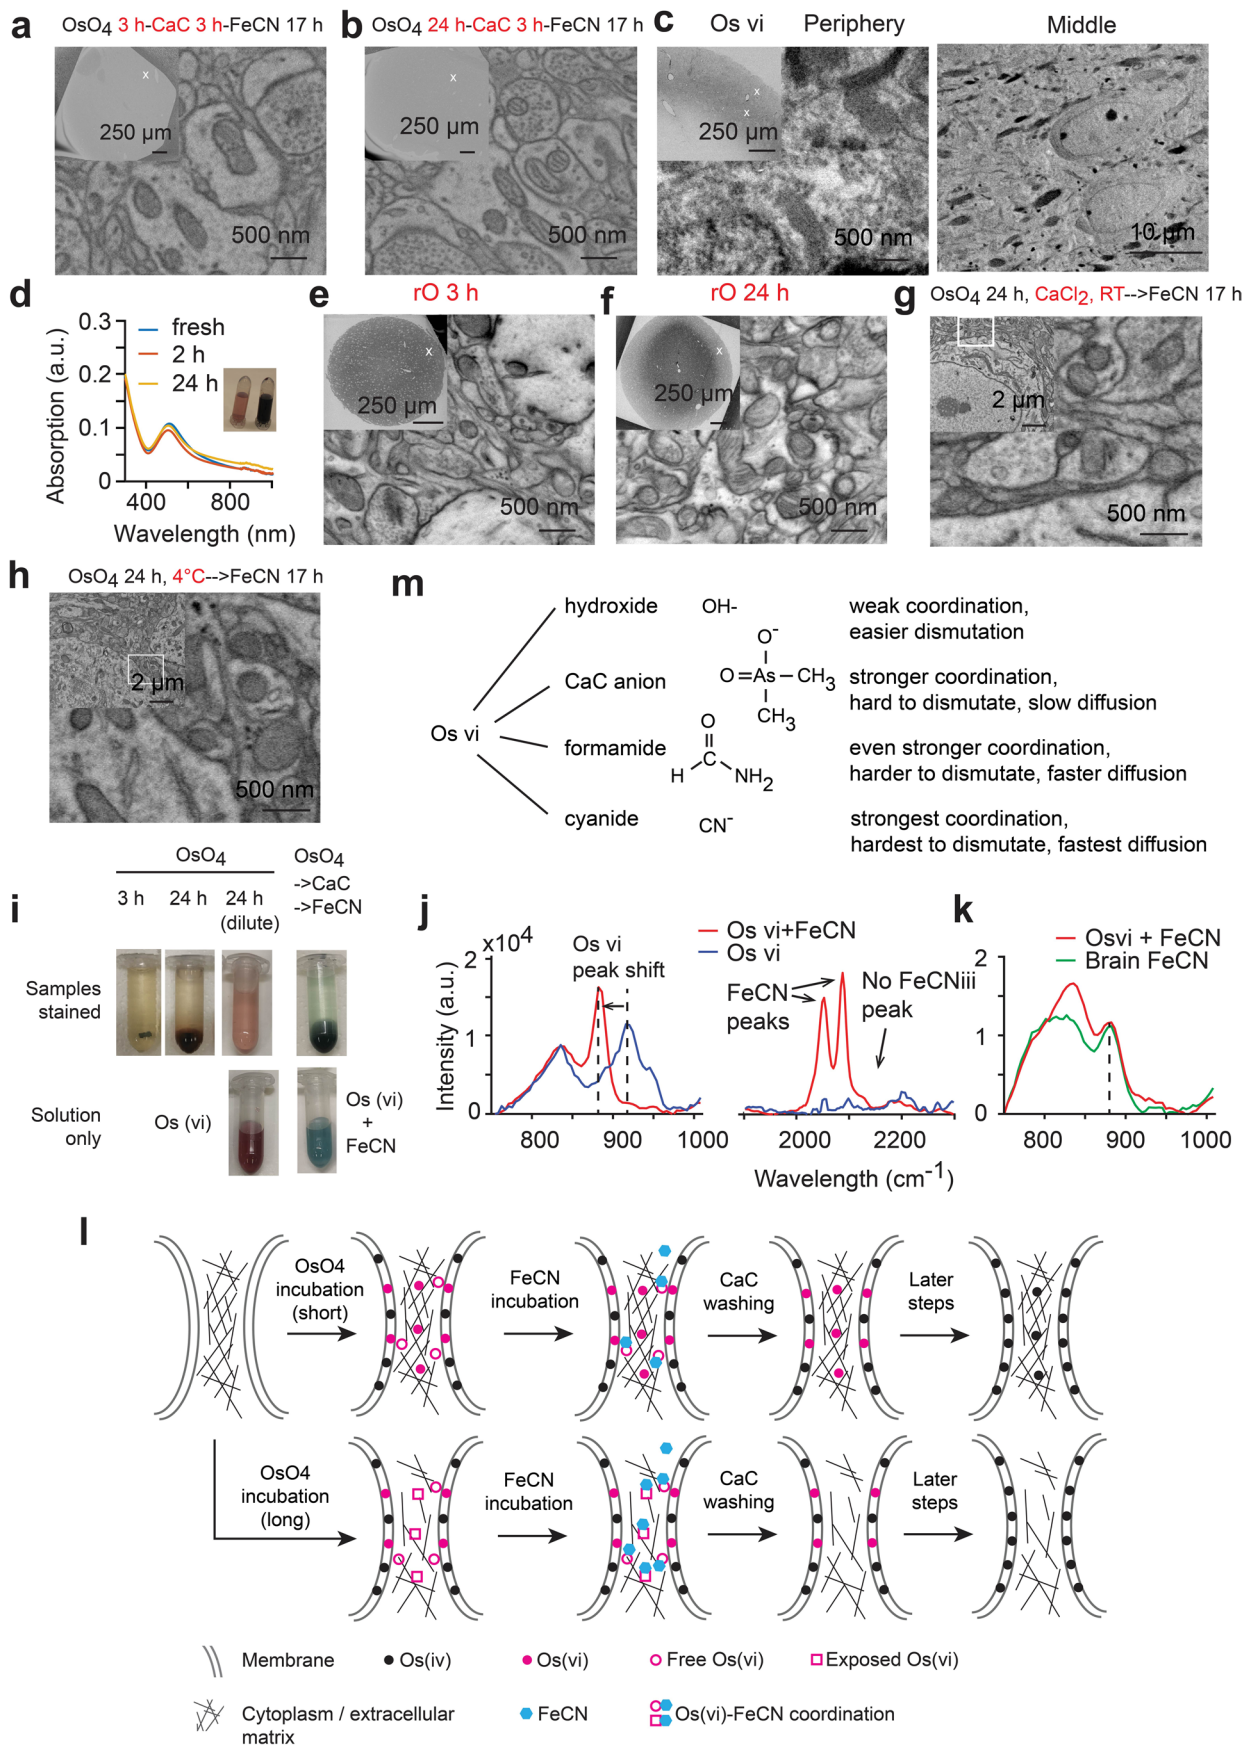 a
OsO4 3 h-CaC 3 h-FeCN 17 h
x
250 µm
500 nm
b
OsO4 24 h-CaC 3 h-FeCN 17 h
x
250 µm
500 nm
c
Os vi
Periphery
Middle
x
x
250 µm
500 nm
10 µm
d
Absorption (a.u.)
0.3
0.2
0.1
0
fresh
2 h
24 h
400
800
Wavelength (nm)
e
rO 3 h
x
250 µm
500 nm
f
rO 24 h
x
250 µm
500 nm
g
OsO4 24 h, CaCl2, RT-->FeCN 17 h
2 µm
500 nm
h
OsO4 24 h, 4°C-->FeCN 17 h
2 µm
500 nm
m
Os vi
hydroxide
OH-
weak coordination,
easier dismutation
CaC anion
O-
O=As-CH3
CH3
stronger coordination,
hard to dismutate, slow diffusion
formamide
O
H C NH2
even stronger coordination,
harder to dismutate, faster diffusion
cyanide
CN-
strongest coordination,
hardest to dismutate, fastest diffusion
i
OsO4
3 h
24 h
24 h
(dilute)
OsO4
->CaC
->FeCN
Samples
stained
Solution
only
Os (vi)
Os (vi)
+
FeCN
j
x10^4
Intensity (a.u.)
2
1
0
Os vi
peak shift
800
900
1000
Os vi+FeCN
Os vi
FeCN
peaks
No FeCNiii
peak
2000
2200
Wavelength (cm-1)
k
2
1
0
Osvi + FeCN
Brain FeCN
800
900
1000
l
OsO4
incubation
(short)
FeCN
incubation
CaC
washing
Later
steps
OsO4
incubation
(long)
FeCN
incubation
CaC
washing
Later
steps
Membrane
Os(iv)
Os(vi)
Free Os(vi)
Exposed Os(vi)
Cytoplasm / extracellular
matrix
FeCN
Os(vi)-FeCN coordination